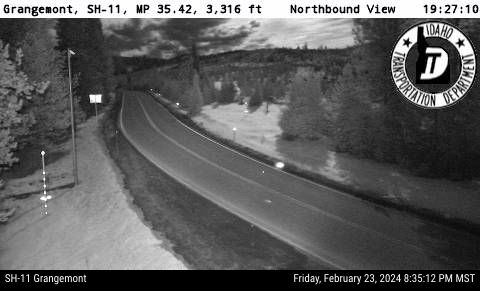 Grangemont, SH-11, MP 35.42, 3,316 ft Northbound View 19:27:10
IDAHO
TRANSPORTATION DEPARTMENT
SH-11 Grangemont Friday, February 23, 2024 8:35:12 PM MST